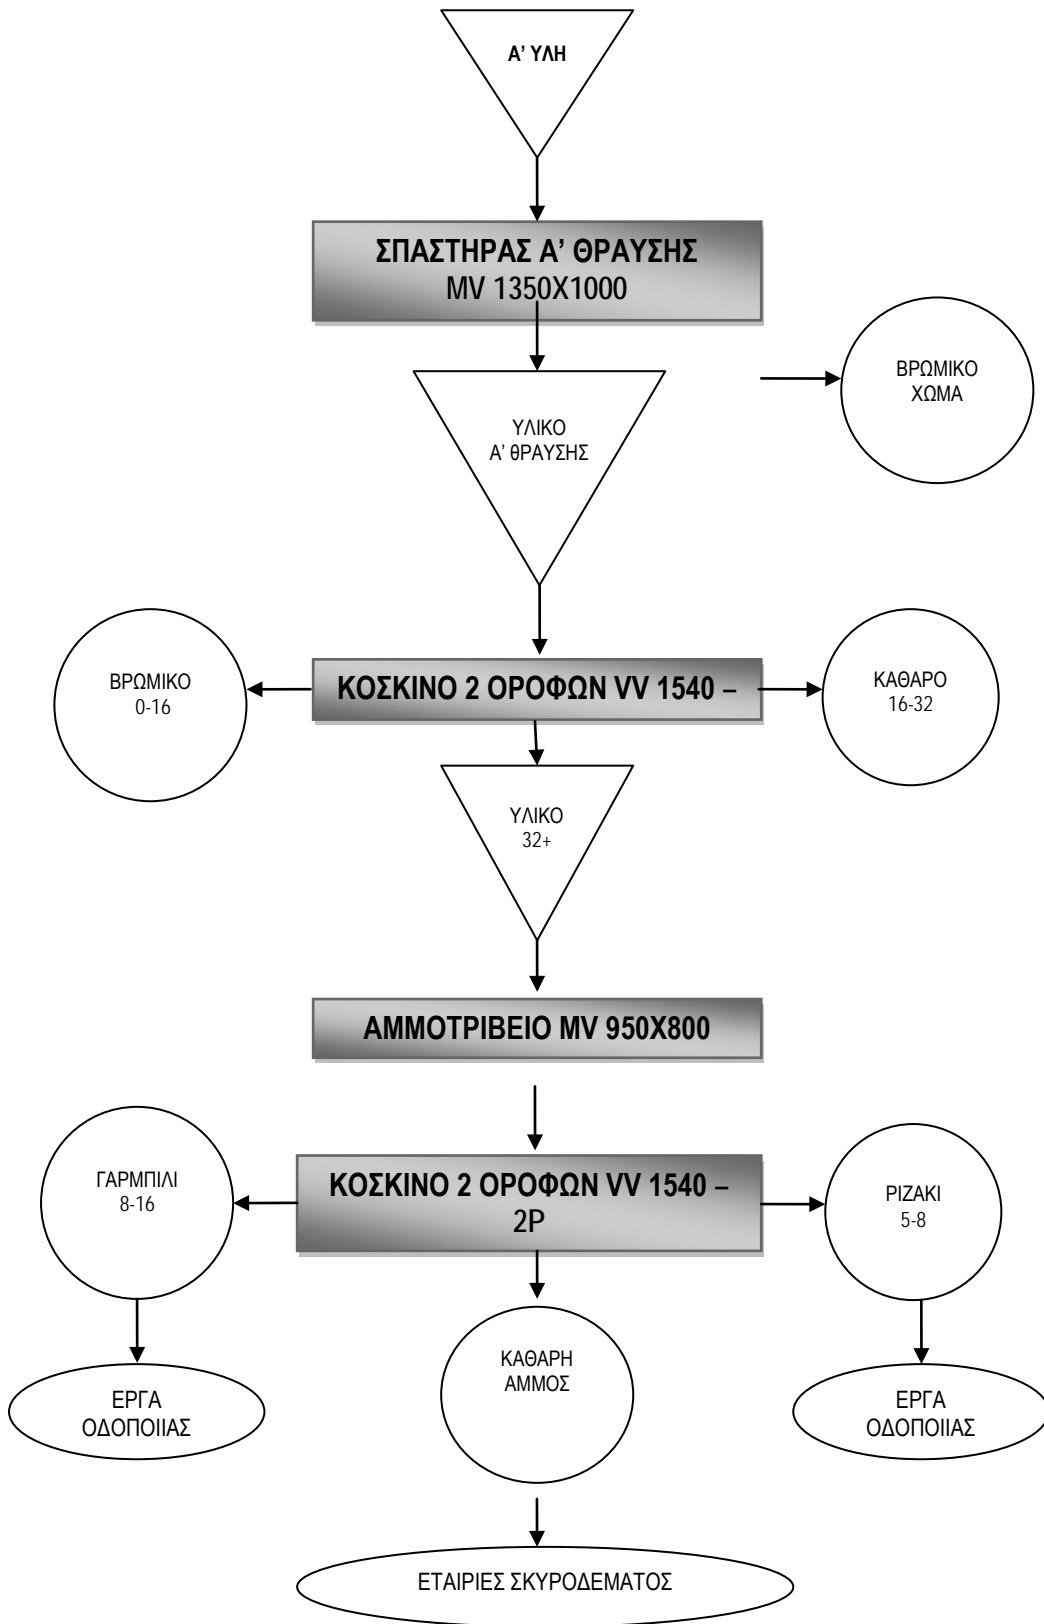 Α' ΥΛΗ
ΣΠΑΣΤΗΡΑΣ Α' ΘΡΑΥΣΗΣ
MV 1350X1000
ΒΡΩΜΙΚΟ
ΧΩΜΑ
ΥΛΙΚΟ
Α' ΘΡΑΥΣΗΣ
ΒΡΩΜΙΚΟ
0-16
ΚΟΣΚΙΝΟ 2 ΟΡΟΦΩΝ VV 1540 –
ΚΑΘΑΡΟ
16-32
ΥΛΙΚΟ
32+
ΑΜΜΟΤΡΙΒΕΙΟ MV 950X800
ΓΑΡΜΠΙΛΙ
8-16
ΚΟΣΚΙΝΟ 2 ΟΡΟΦΩΝ VV 1540 –
2P
ΡΙΖΑΚΙ
5-8
ΚΑΘΑΡΗ
ΑΜΜΟΣ
ΕΡΓΑ
ΟΔΟΠΟΙΙΑΣ
ΕΡΓΑ
ΟΔΟΠΟΙΙΑΣ
ΕΤΑΙΡΙΕΣ ΣΚΥΡΟΔΕΜΑΤΟΣ